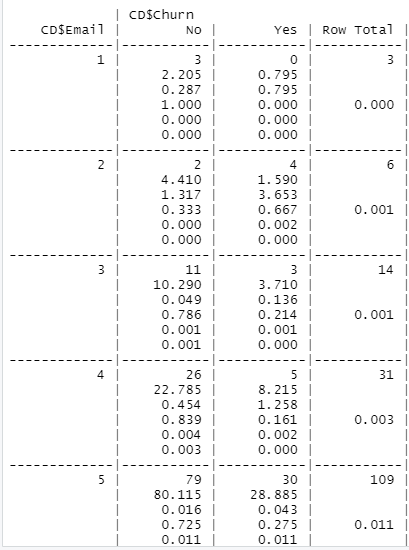 | CD$Churn
CD$Email | No | Yes | Row Total |
-------------|-----------|-----------|-----------|
1 | 3 | 0 | 3 |
| 2.205 | 0.795 | |
| 0.287 | 0.795 | |
| 1.000 | 0.000 | 0.000 |
| 0.000 | 0.000 | |
| 0.000 | 0.000 | |
-------------|-----------|-----------|-----------|
2 | 2 | 4 | 6 |
| 4.410 | 1.590 | |
| 1.317 | 3.653 | |
| 0.333 | 0.667 | 0.001 |
| 0.000 | 0.002 | |
| 0.000 | 0.000 | |
-------------|-----------|-----------|-----------|
3 | 11 | 3 | 14 |
| 10.290 | 3.710 | |
| 0.049 | 0.136 | |
| 0.786 | 0.214 | 0.001 |
| 0.001 | 0.001 | |
| 0.001 | 0.000 | |
-------------|-----------|-----------|-----------|
4 | 26 | 5 | 31 |
| 22.785 | 8.215 | |
| 0.454 | 1.258 | |
| 0.839 | 0.161 | 0.003 |
| 0.004 | 0.002 | |
| 0.003 | 0.000 | |
-------------|-----------|-----------|-----------|
5 | 79 | 30 | 109 |
| 80.115 | 28.885 | |
| 0.016 | 0.043 | |
| 0.725 | 0.275 | 0.011 |
| 0.011 | 0.011 | |